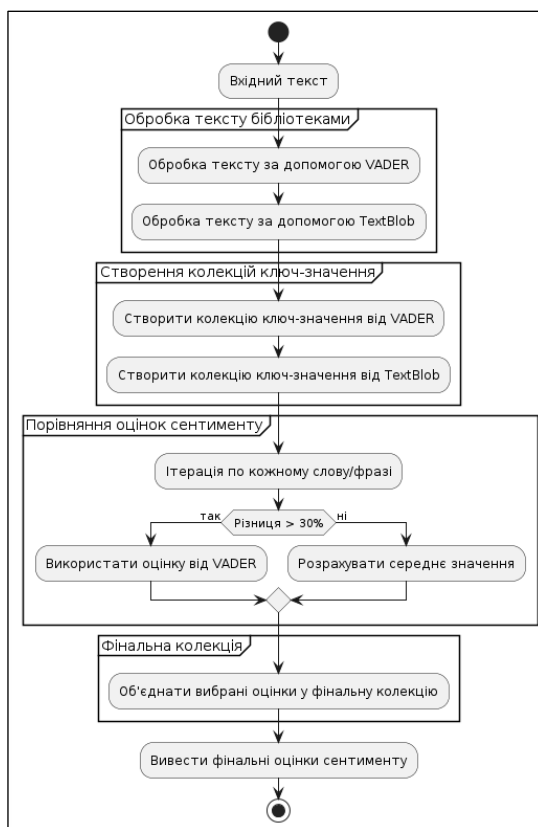 Вхідний текст
Обробка тексту бібліотеками
Обробка тексту за допомогою VADER
Обробка тексту за допомогою TextBlob
Створення колекцій ключ-значення
Створити колекцію ключ-значення від VADER
Створити колекцію ключ-значення від TextBlob
Порівняння оцінок сентименту
Ітерація по кожному слову/фразі
так
Різниця > 30%
ні
Використати оцінку від VADER
Розрахувати середнє значення
Фінальна колекція
Об'єднати вибрані оцінки у фінальну колекцію
Вивести фінальні оцінки сентименту